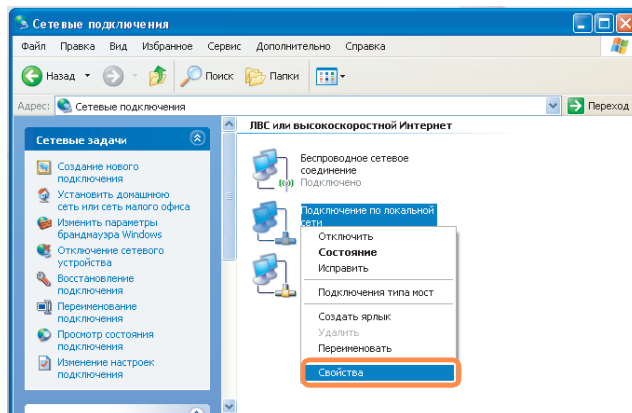 Сетевые подключения
Файл Правка Вид Избранное Сервис Дополнительно Справка
Назад Поиск Папки
Адрес: Сетевые подключения Переход
Сетевые задачи
Создание нового
подключения
Установить домашнюю
сеть или сеть малого офиса
Изменить параметры
брандмауэра Windows
Отключение сетевого
устройства
Восстановление
подключения
Переименование
подключения
Просмотр состояния
подключения
Изменение настроек
подключения
ЛВС или высокоскоростной Интернет
Беспроводное сетевое
соединение
Подключено
Подключение по локальной
сети
Отключить
Состояние
Исправить
Подключения типа мост
Создать ярлык
Удалить
Переименовать
Свойства